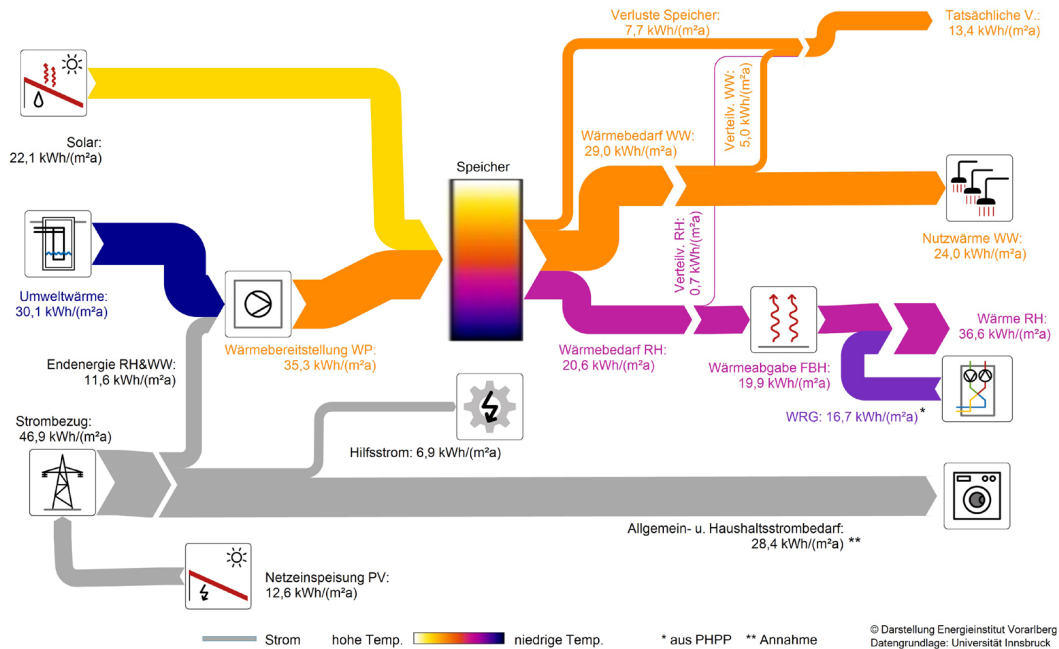 Verluste Speicher:
7,7 kWh/(m²a)
Tatsächliche V.:
13,4 kWh/(m²a)
Solar:
22,1 kWh/(m²a)
Verteilv. WW:
5,0 kWh/(m²a)
Wärmebedarf WW:
29,0 kWh/(m²a)
Speicher
Nutzwärme WW:
24,0 kWh/(m²a)
Umweltwärme:
30,1 kWh/(m²a)
Verteilv. RH:
0,7 kWh/(m²a)
Wärmebereitstellung WP:
35,3 kWh/(m²a)
Wärmebedarf RH:
20,6 kWh/(m²a)
Wärmeabgabe FBH:
19,9 kWh/(m²a)
Wärme RH:
36,6 kWh/(m²a)
Endenergie RH&WW:
11,6 kWh/(m²a)
WRG: 16,7 kWh/(m²a) *
Strombezug:
46,9 kWh/(m²a)
Hilfsstrom: 6,9 kWh/(m²a)
Allgemein- u. Haushaltsstrombedarf:
28,4 kWh/(m²a) **
Netzeinspeisung PV:
12,6 kWh/(m²a)
Strom
hohe Temp.
niedrige Temp.
* aus PHPP
** Annahme
© Darstellung Energieinstitut Vorarlberg
Datengrundlage: Universität Innsbruck